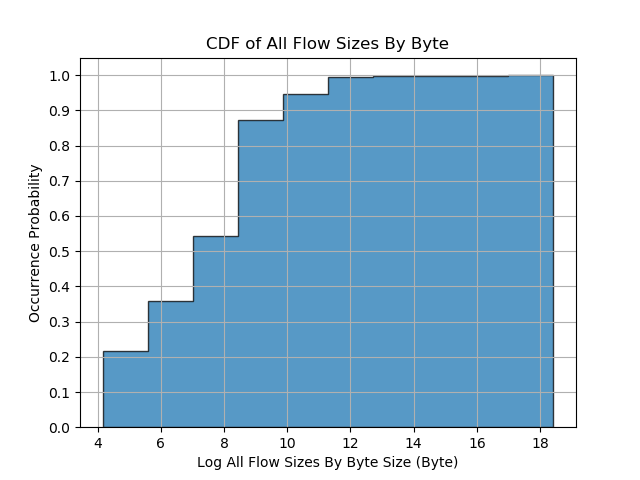 CDF of All Flow Sizes By Byte
Occurrence Probability
1.0
0.9
0.8
0.7
0.6
0.5
0.4
0.3
0.2
0.1
0.0
4 6 8 10 12 14 16 18
Log All Flow Sizes By Byte Size (Byte)